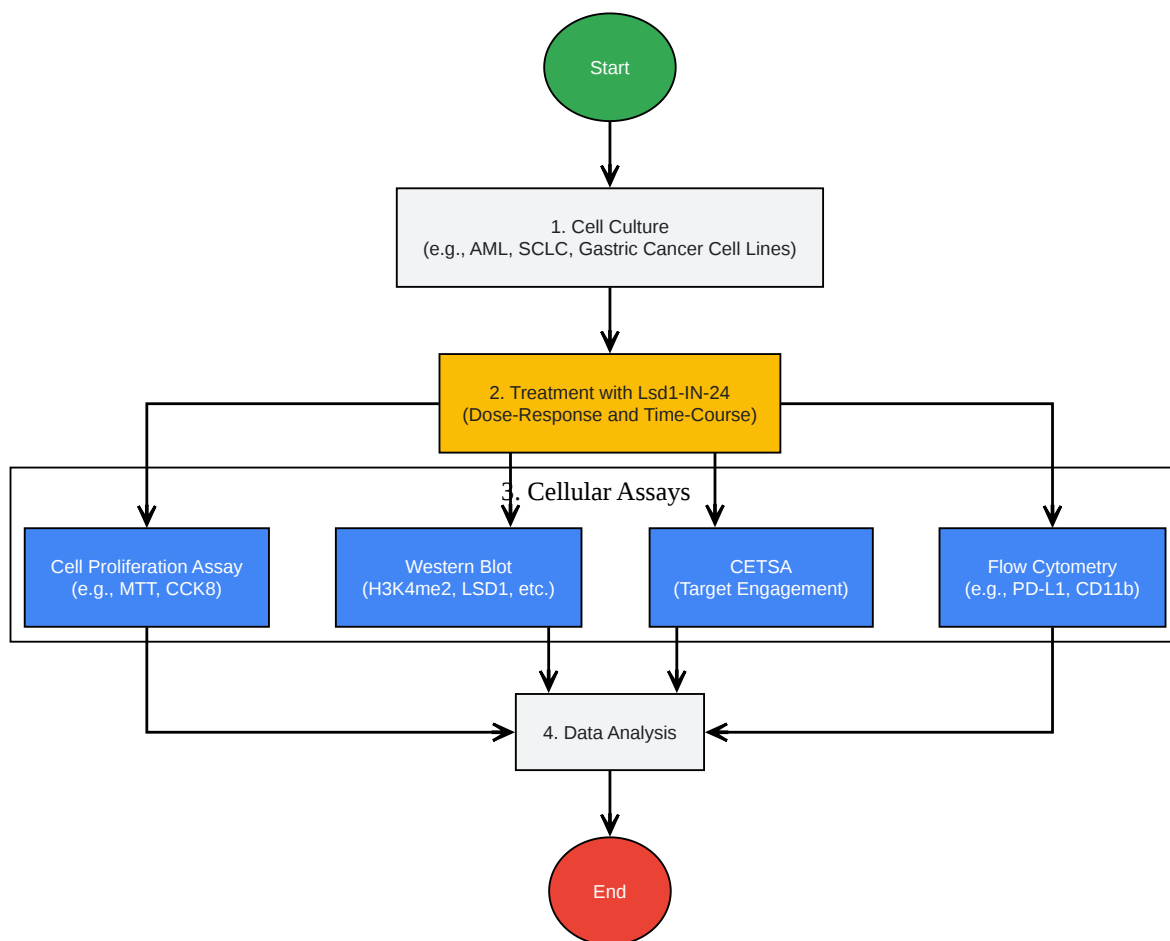 Start
1. Cell Culture
(e.g., AML, SCLC, Gastric Cancer Cell Lines)
2. Treatment with Lsd1-IN-24
(Dose-Response and Time-Course)
3. Cellular Assays
Cell Proliferation Assay
(e.g., MTT, CCK8)
Western Blot
(H3K4me2, LSD1, etc.)
CETSA
(Target Engagement)
Flow Cytometry
(e.g., PD-L1, CD11b)
4. Data Analysis
End